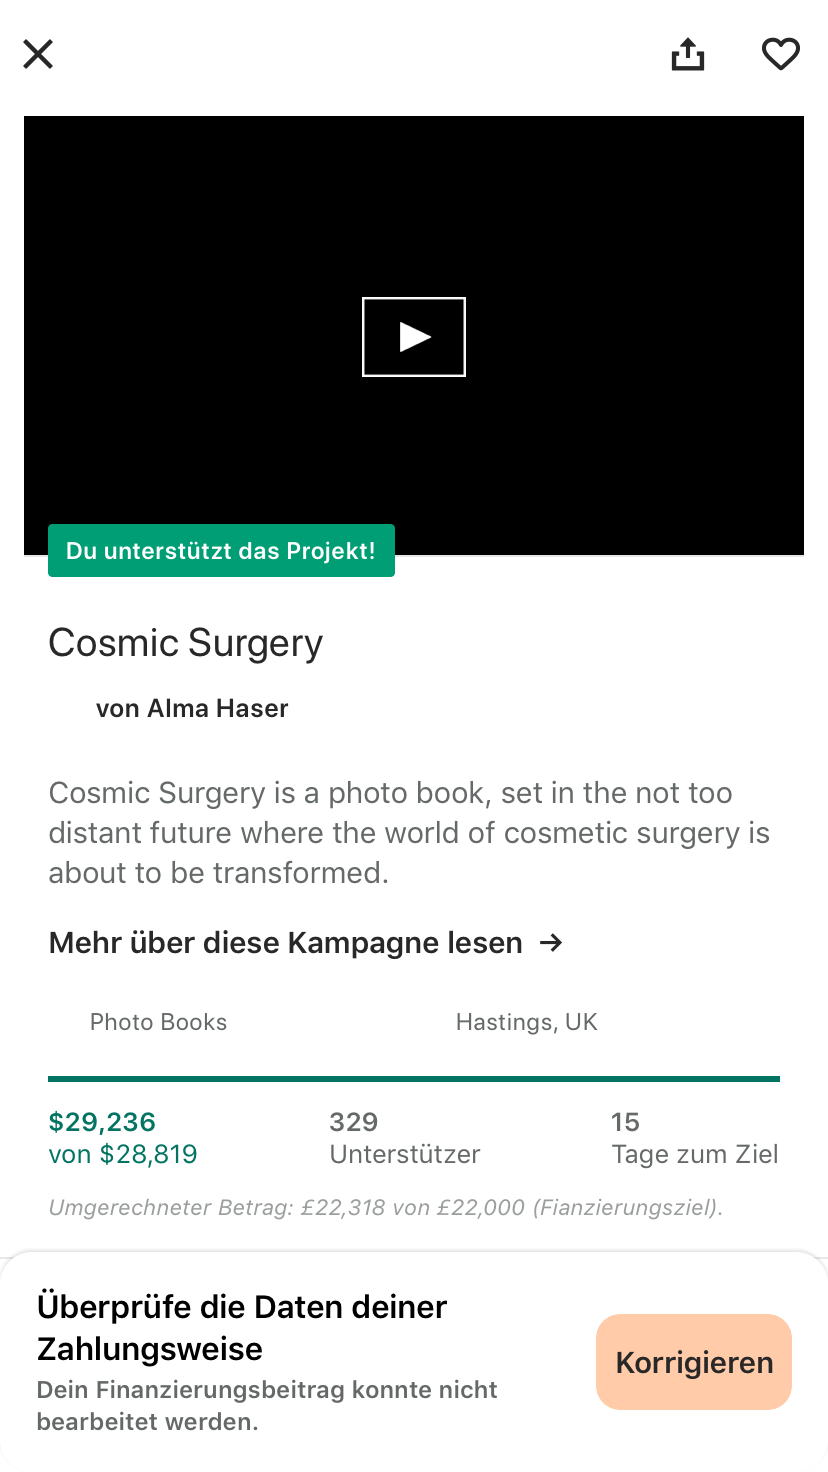 Du unterstützt das Projekt!
Cosmic Surgery
von Alma Haser
Cosmic Surgery is a photo book, set in the not too
distant future where the world of cosmetic surgery is
about to be transformed.
Mehr über diese Kampagne lesen →
Photo Books
Hastings, UK
$29,236
von $28,819
329
Unterstützer
15
Tage zum Ziel
Umgerechneter Betrag: £22,318 von £22,000 (Fianzierungsziel).
Überprüfe die Daten deiner
Zahlungsweise
Dein Finanzierungsbeitrag konnte nicht
bearbeitet werden.
Korrigieren